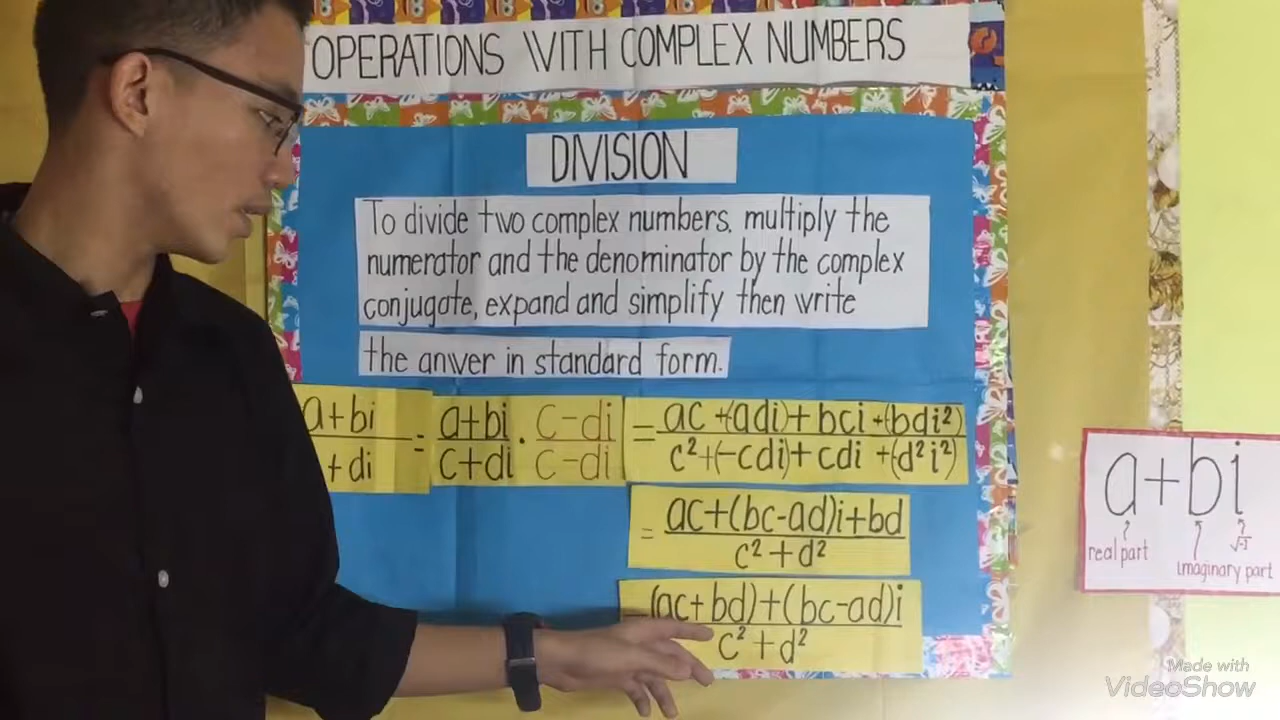 OPERATIONS WITH COMPLEX NUMBERS
DIVISION
To divide two complex numbers, multiply the
numerator and the denominator by the complex
conjugate, expand and simplify then write
the anwer in standard form.
a+bi / +di = a+bi / c+di · c-di / c-di = ac +(adi)+bci+(bdi²) / c²+(-cdi)+cdi+(d²i²)
= ac+(bc-ad)i+bd / c²+d²
(ac+bd)+(bc-ad)i / c²+d²
a+bi
real part
√-1
imaginary part
Made with
VideoShow